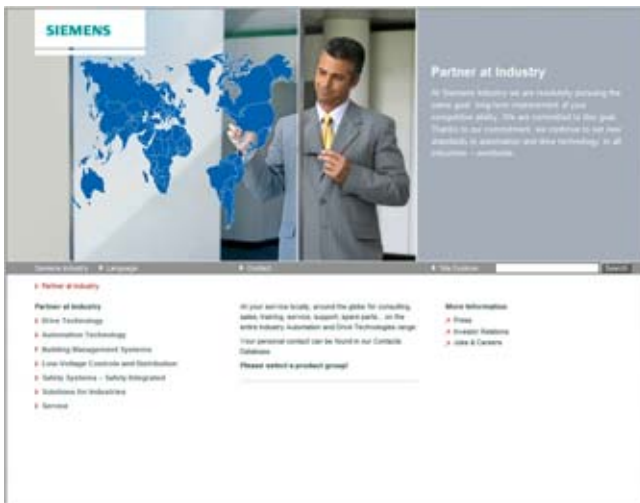 SIEMENS
Partner at Industry
At Siemens Industry we are resolutely pursuing the
same goal: long-term improvement of your
competitive ability. We are committed to this goal.
Thanks to our commitment, we continue to set new
standards in automation and drive technology. In all
industries – worldwide.
Siemens Industry Language Contact Site Explorer Search
Partner at Industry
Partner at Industry
Drive Technology
Automation Technology
Building Management Systems
Low-Voltage Controls and Distribution
Safety Systems – Safety Integrated
Solutions for Industries
Service
At your service locally, around the globe for consulting,
sales, training, service, support, spare parts... on the
entire Industry Automation and Drive Technologies range.
Your personal contact can be found in our Contacts
Database.
Please select a product group!
More Information
Press
Investor Relations
Jobs & Careers